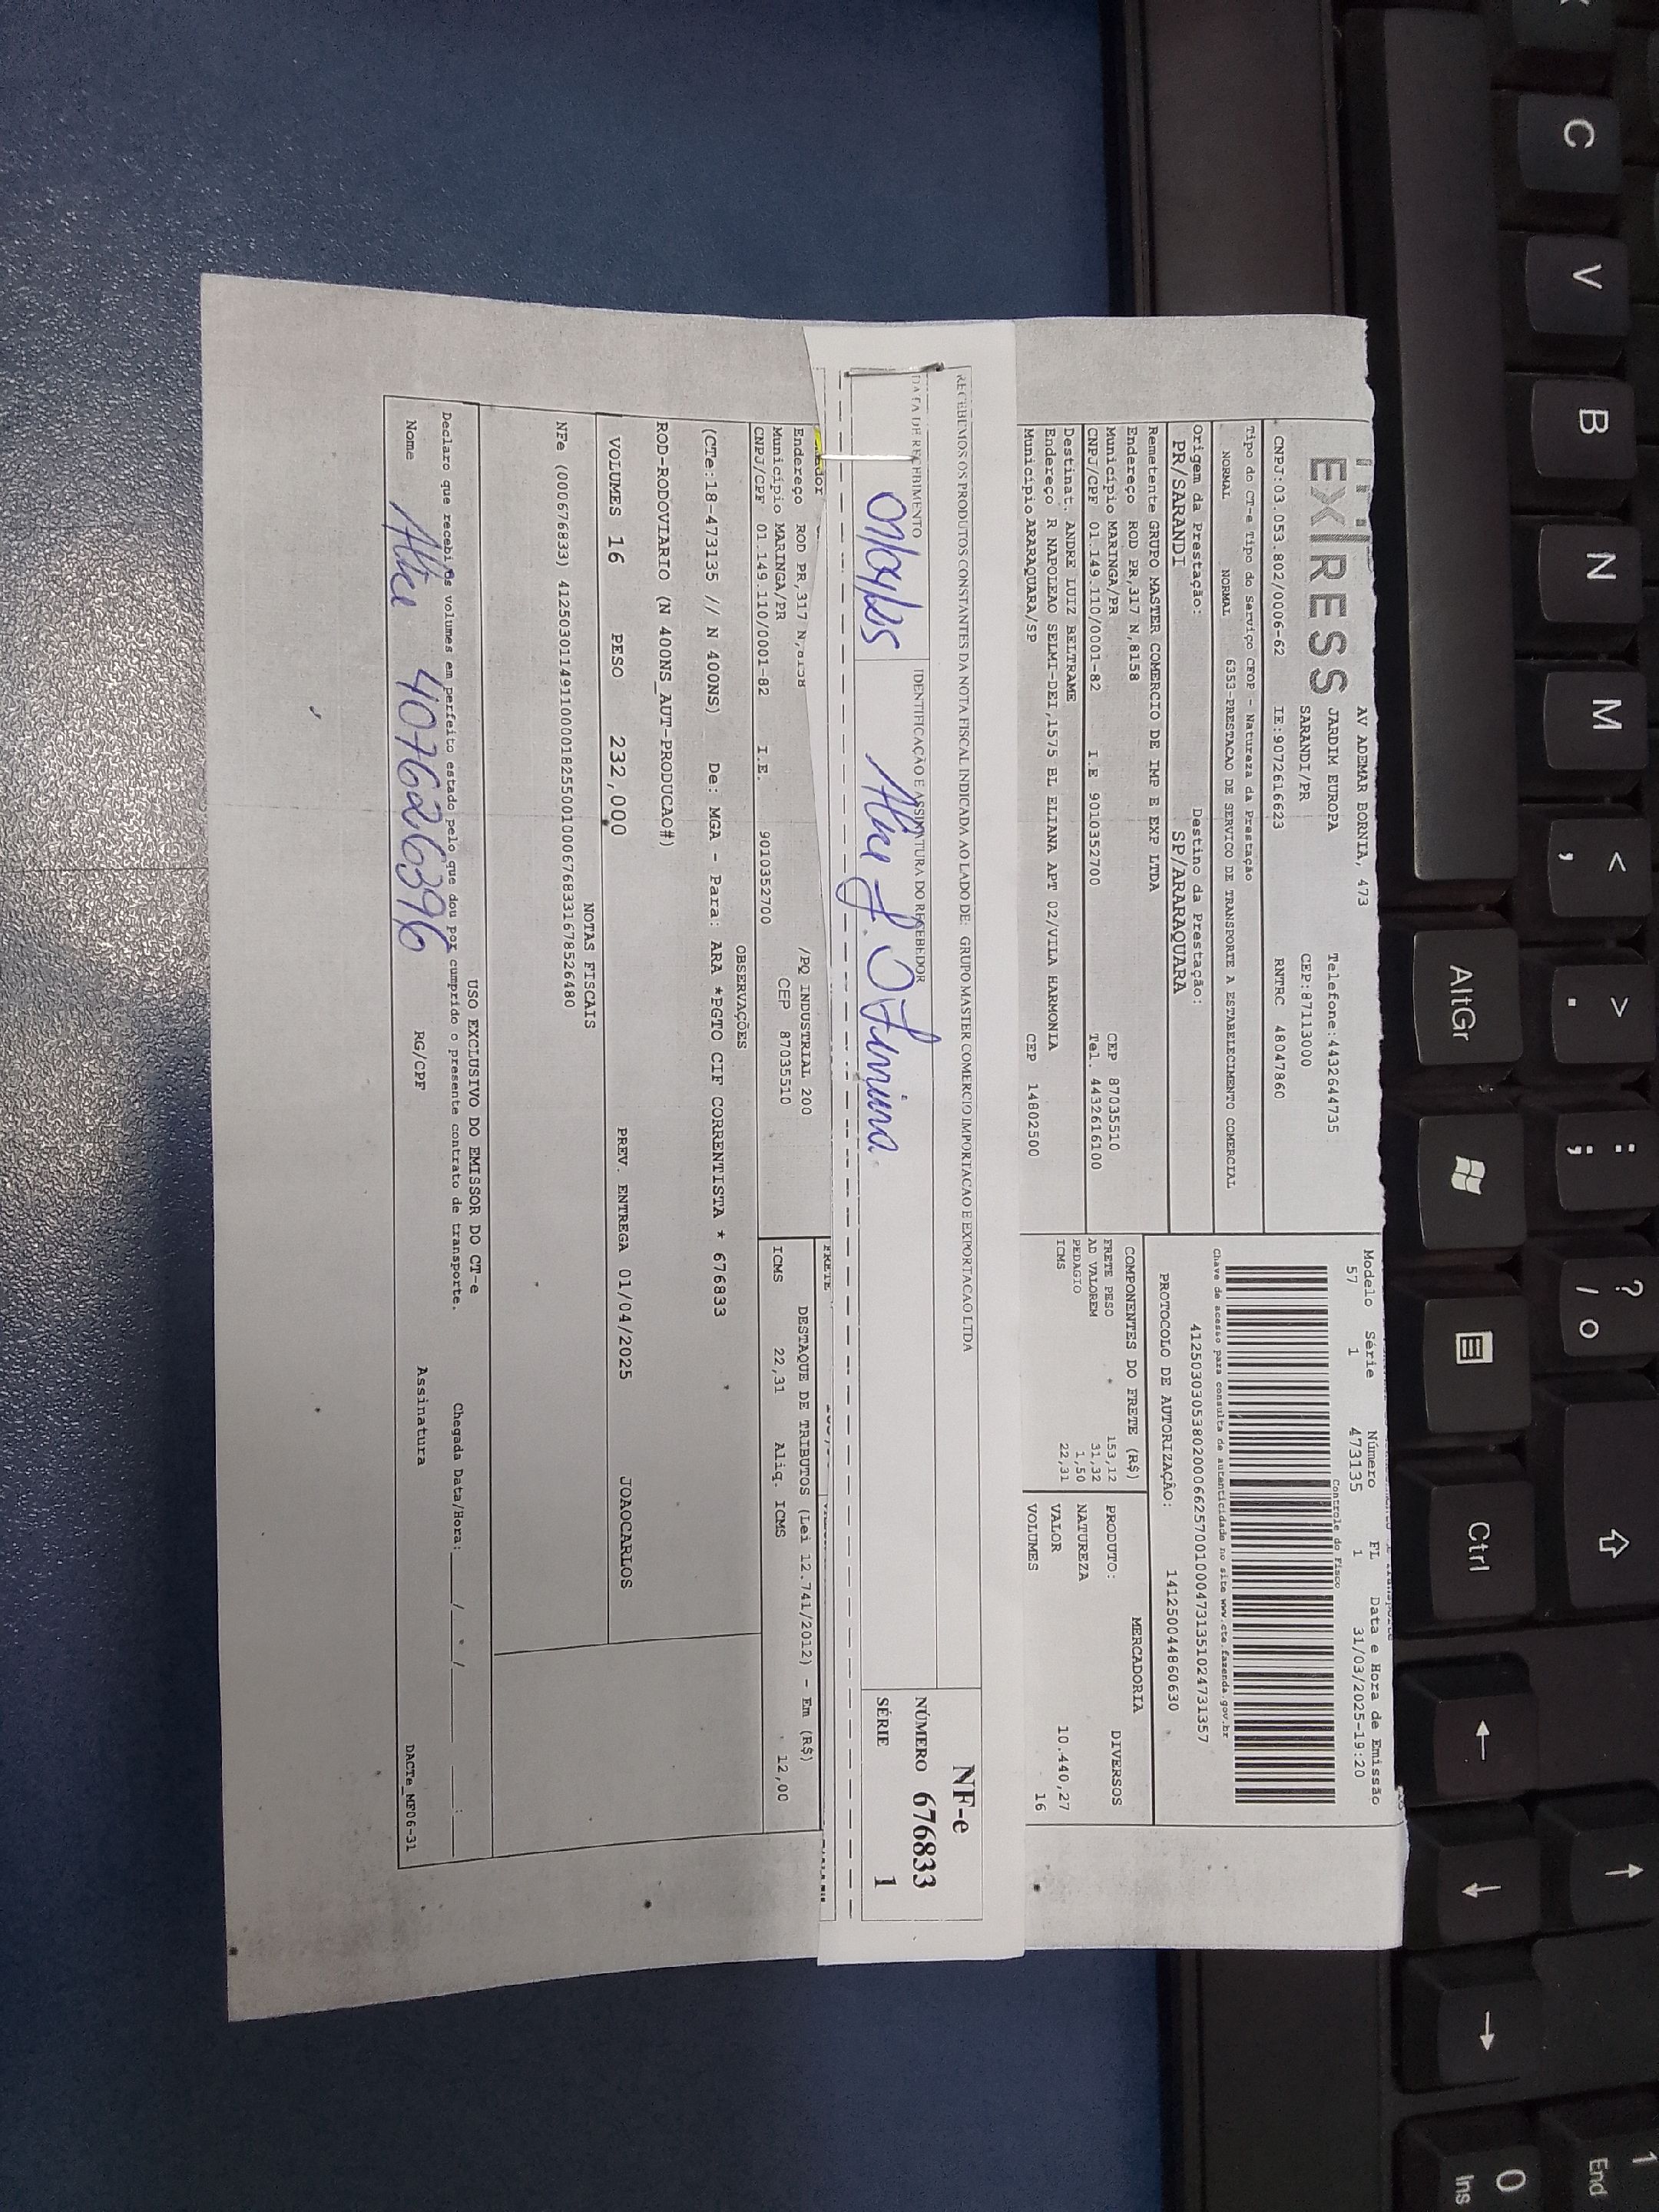 EXPRESS
AV ADEMAR BORNIA, 473
JARDIM EUROPA
Telefone:4432644735
SARANDI/PR
CEP:87113000
CNPJ:03.053.802/0006-62 IE:9072616623 RNTRC 48047860
Tipo do CT-e Tipo do Serviço CFOP - Natureza da Prestação
NORMAL NORMAL 6353-PRESTACAO DE SERVICO DE TRANSPORTE A ESTABELECIMENTO COMERCIAL
Origem da Prestação: Destino da Prestação:
PR/SARANDI SP/ARARAQUARA
Remetente GRUPO MASTER COMERCIO DE IMP E EXP LTDA
Endereço ROD PR,317 N,8158
Município MARINGA/PR CEP 87035510
CNPJ/CPF 01.149.110/0001-82 I.E 9010352700 Tel. 4432616100
Destinat. ANDRE LUIZ BELTRAME
Endereço R NAPOLEAO SELMI-DEI,1575 BL ELIANA APT 02/VILA HARMONIA
Município ARARAQUARA/SP CEP 14802500
Modelo Série Número FL Data e Hora de Emissão
57 1 473135 1 31/03/2025-19:20
Controle do Fisco
Chave de acesso para consulta de autenticidade no site www.cte.fazenda.gov.br
41250303053802000662570010004731351024731357
PROTOCOLO DE AUTORIZAÇÃO: 141250044860630
COMPONENTES DO FRETE (R$)
FRETE PESO 153,12
AD VALOREM 31,32
PEDAGIO 1,50
ICMS 22,31
MERCADORIA
PRODUTO: DIVERSOS
NATUREZA
VALOR 10.440,27
VOLUMES 16
RECEBEMOS OS PRODUTOS CONSTANTES DA NOTA FISCAL INDICADA AO LADO DE: GRUPO MASTER COMERCIO IMPORTACAO E EXPORTACAO LTDA
DATA DE RECEBIMENTO IDENTIFICAÇÃO E ASSINATURA DO RECEBEDOR
01/04/25
NF-e
NÚMERO 676833
SÉRIE 1
FRETE
Endereço ROD PR,317 N,8158 /PQ INDUSTRIAL 200
Município MARINGA/PR CEP 87035510
CNPJ/CPF 01.149.110/0001-82 I.E. 9010352700
DESTAQUE DE TRIBUTOS (Lei 12.741/2012) - Em (R$)
ICMS 22,31 Aliq. ICMS 12,00
OBSERVAÇÕES
(CTe:18-473135 // N 400NS) De: MGA - Para: ARA *PGTO CIF CORRENTISTA * 676833
ROD-RODOVIARIO (N 400NS_AUT-PRODUCAO#)
VOLUMES 16 PESO 232,000 PREV. ENTREGA 01/04/2025 JOAOCARLOS
NOTAS FISCAIS
NFe (000676833) 41250301149110000182550010006768331678526480
USO EXCLUSIVO DO EMISSOR DO CT-e
Declaro que recebi os volumes em perfeito estado pelo que dou por cumprido o presente contrato de transporte. Chegada Data/Hora:____/____/____ ____:____
Nome RG/CPF Assinatura DACTe_MF06-31
407626396